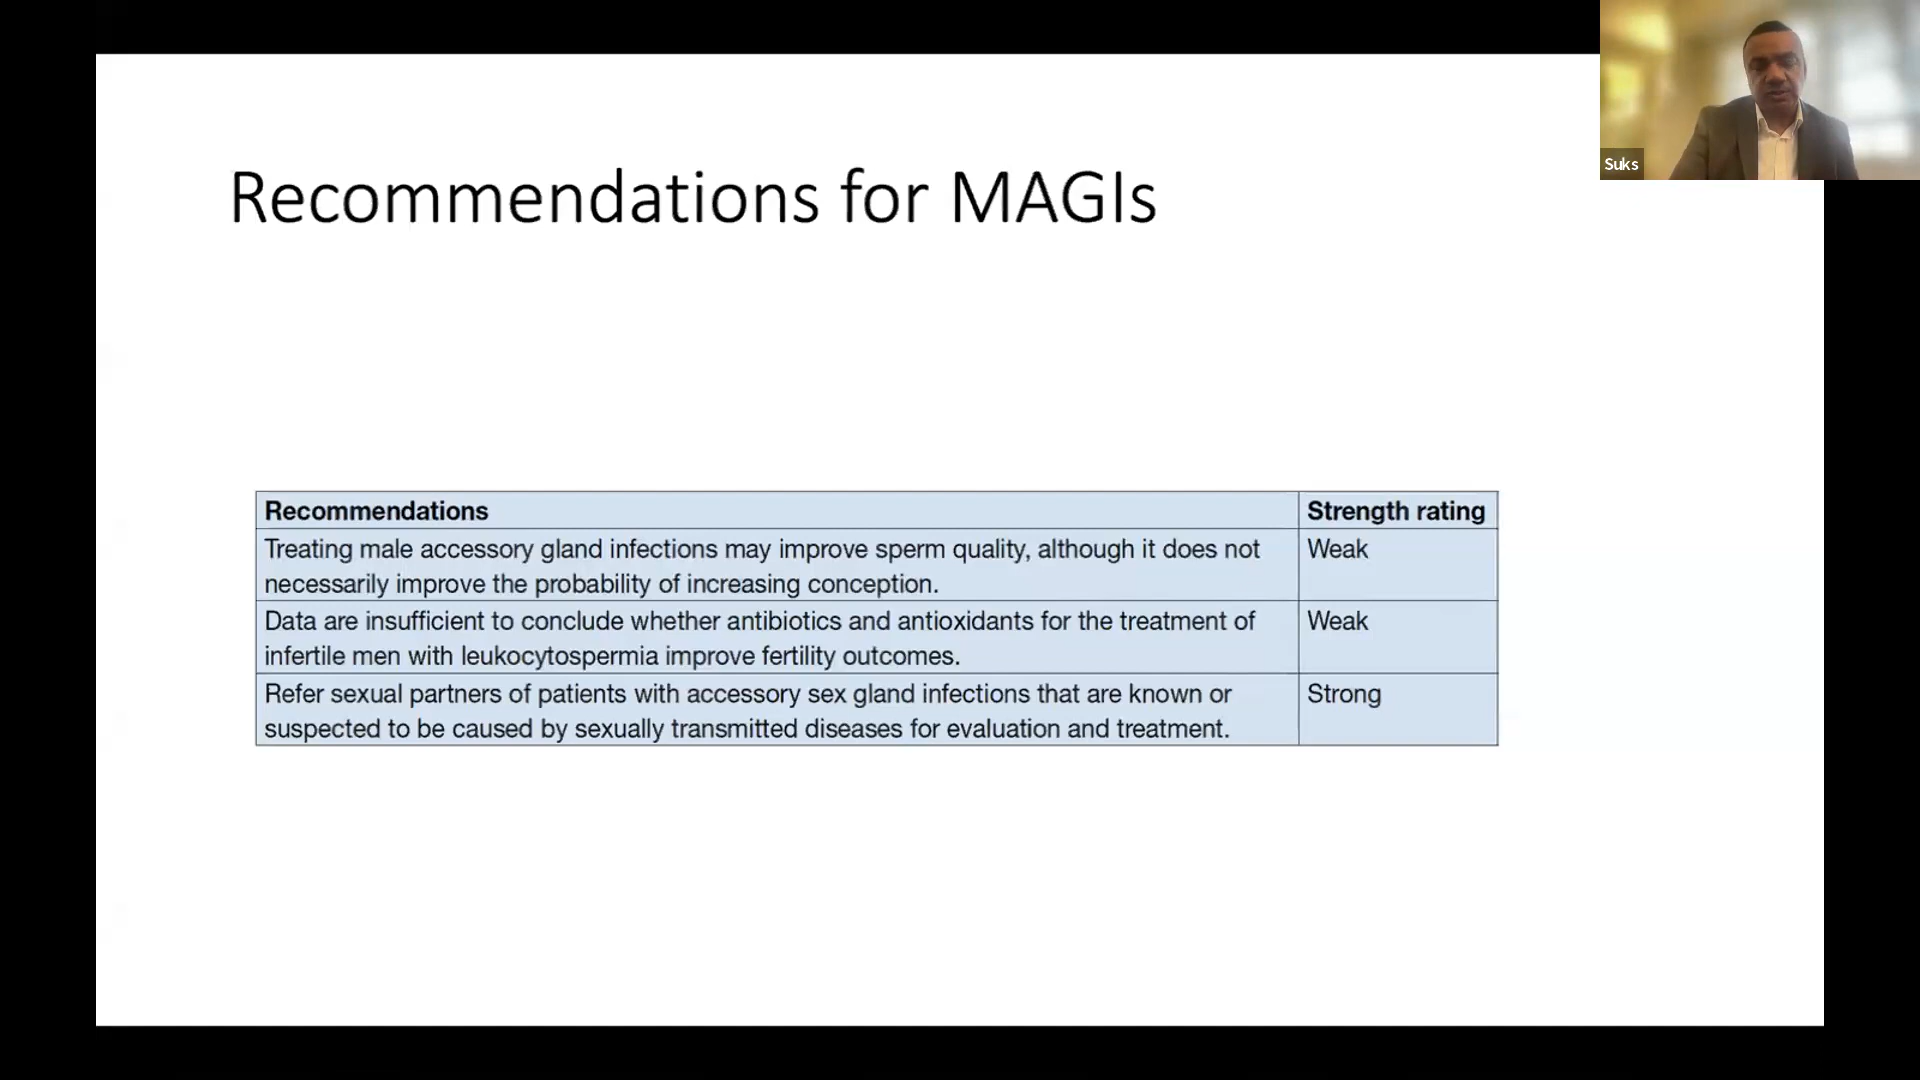 Suks
Recommendations for MAGIs
Recommendations Strength rating
Treating male accessory gland infections may improve sperm quality, although it does not Weak
necessarily improve the probability of increasing conception.
Data are insufficient to conclude whether antibiotics and antioxidants for the treatment of Weak
infertile men with leukocytospermia improve fertility outcomes.
Refer sexual partners of patients with accessory sex gland infections that are known or Strong
suspected to be caused by sexually transmitted diseases for evaluation and treatment.